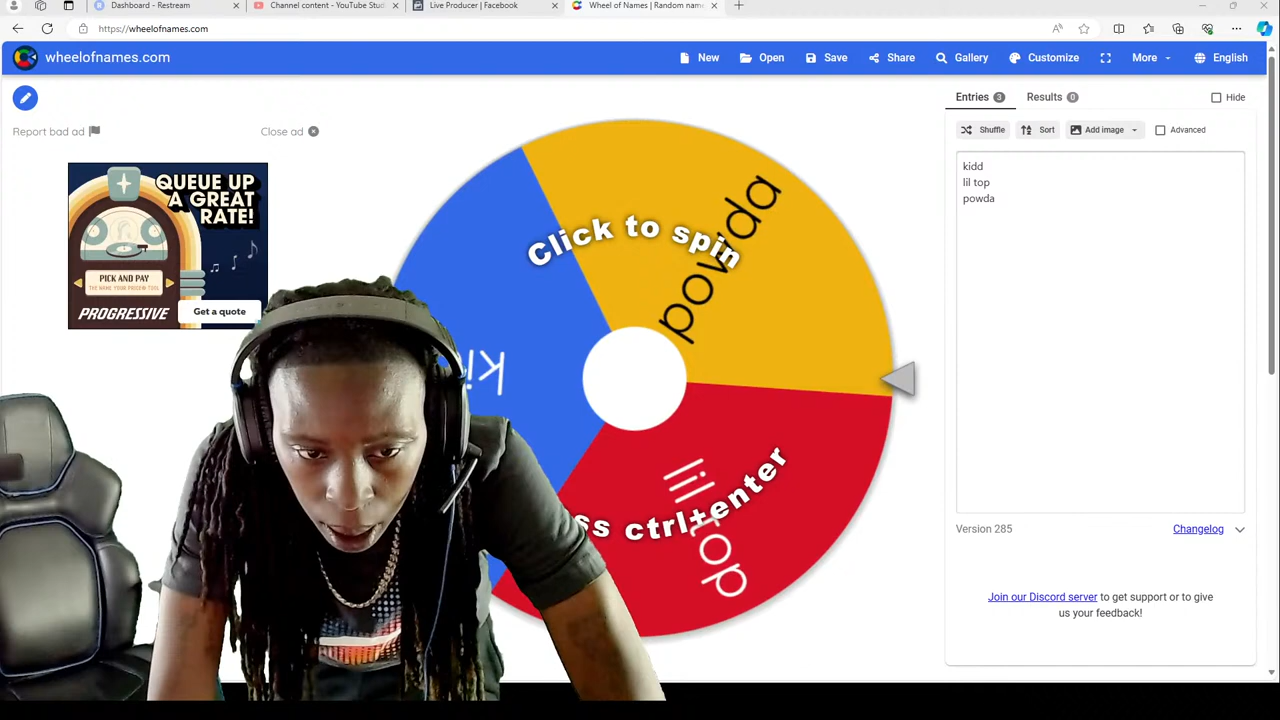 Dashboard - Restream
Channel content - YouTube Stud
Live Producer | Facebook
Wheel of Names | Random name
https://wheelofnames.com
wheelofnames.com
New
Open
Save
Share
Gallery
Customize
More
English
Report bad ad
Close ad
QUEUE UP
A GREAT
RATE!
PICK AND PAY
PROGRESSIVE
Get a quote
Click to spin
powda
ki
lil top
ss ctrl+enter
Entries 3
Results 0
Hide
Shuffle
Sort
Add image
Advanced
kidd
lil top
powda
Version 285
Changelog
Join our Discord server to get support or to give
us your feedback!